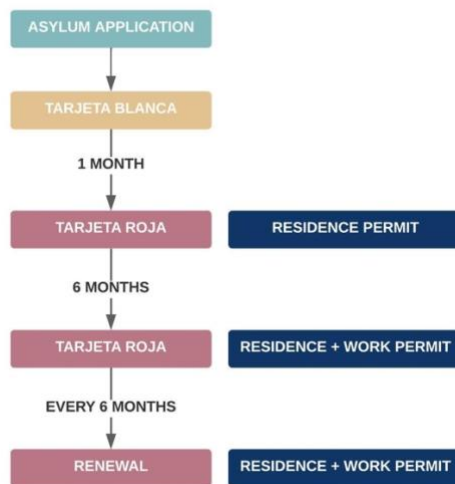 ASYLUM APPLICATION
TARJETA BLANCA
1 MONTH
TARJETA ROJA
RESIDENCE PERMIT
6 MONTHS
TARJETA ROJA
RESIDENCE + WORK PERMIT
EVERY 6 MONTHS
RENEWAL
RESIDENCE + WORK PERMIT